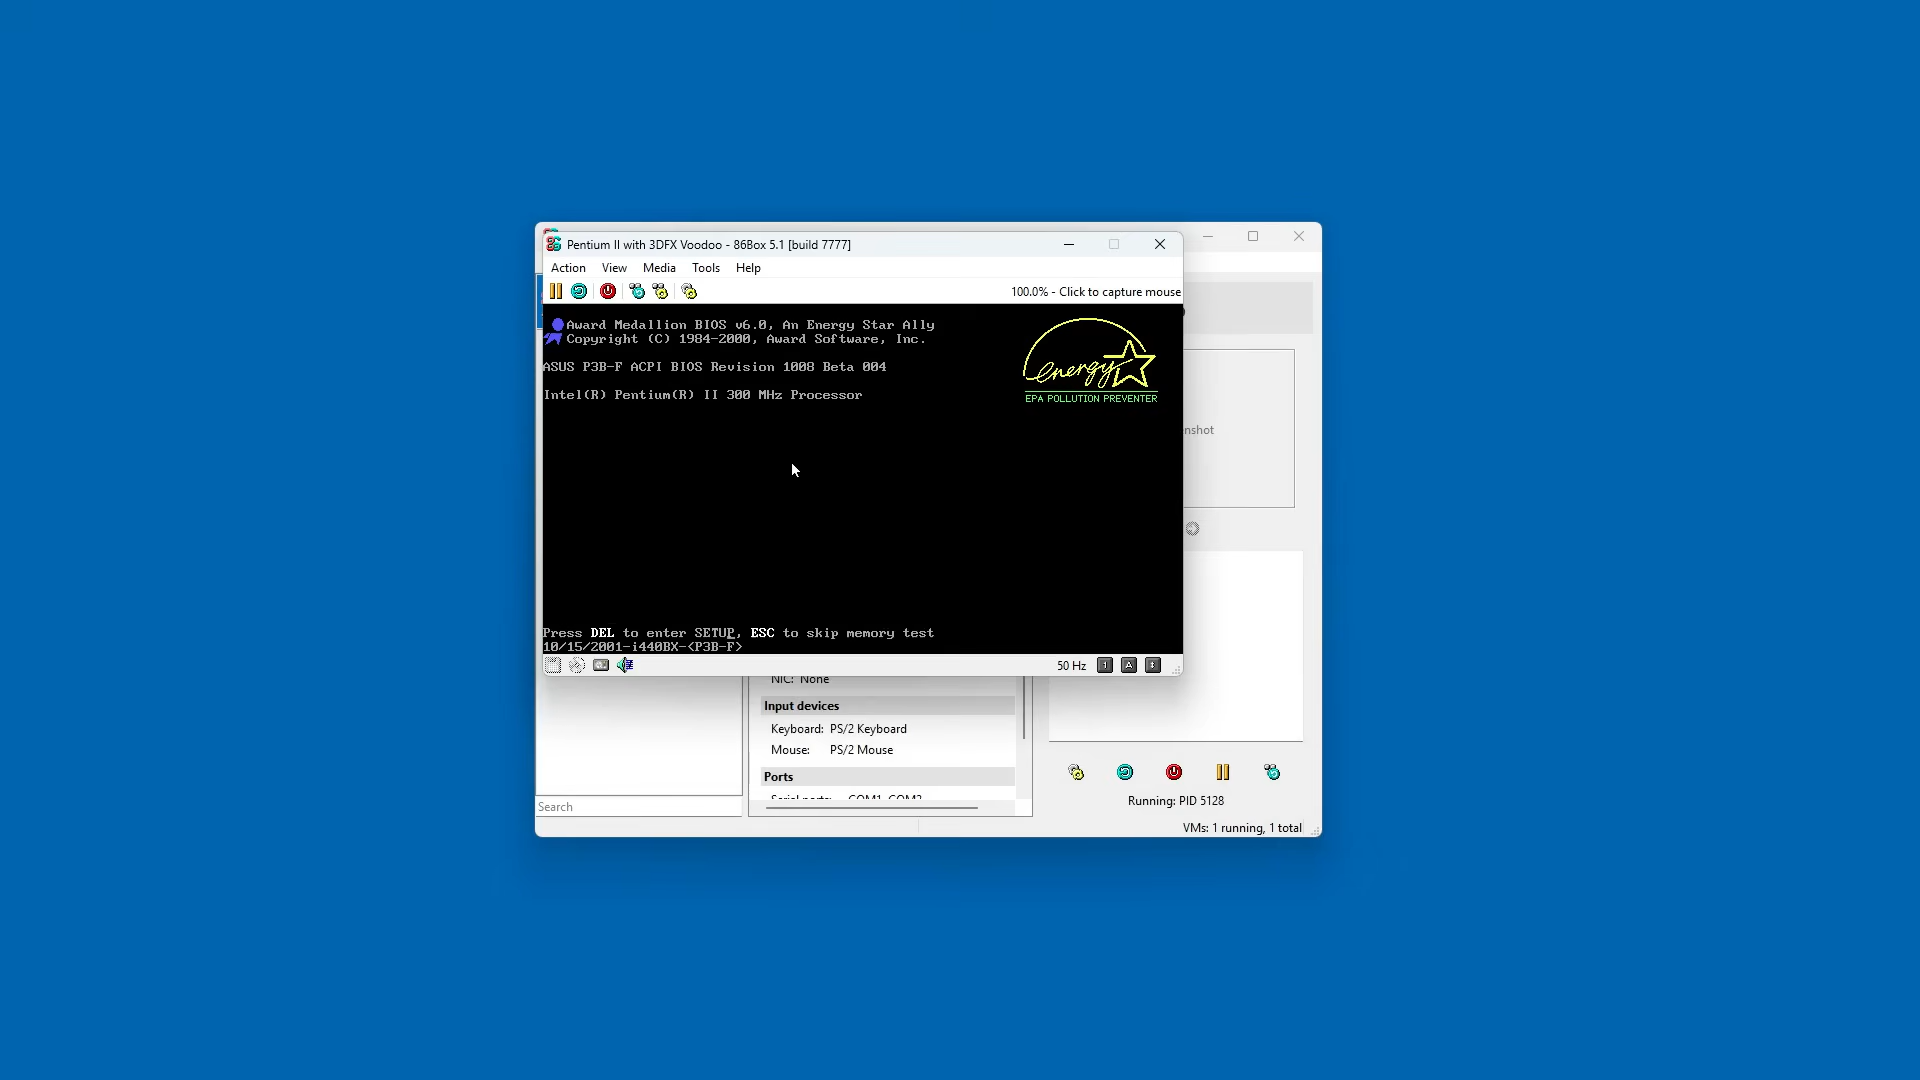 Pentium II with 3DFX Voodoo - 86Box 5.1 [build 7777]
Action View Media Tools Help
100.0% - Click to capture mouse
Award Medallion BIOS v6.0, An Energy Star Ally
Copyright (C) 1984-2000, Award Software, Inc.
ASUS P3B-F ACPI BIOS Revision 1008 Beta 004
Intel(R) Pentium(R) II 300 MHz Processor
energy
EPA POLLUTION PREVENTER
nshot
Press DEL to enter SETUP, ESC to skip memory test
10/15/2001-i440BX-<P3B-F>
50 Hz
NIC: None
Input devices
Keyboard: PS/2 Keyboard
Mouse: PS/2 Mouse
Ports
Serial ports: COM1, COM2
Search
Running: PID 5128
VMs: 1 running, 1 total